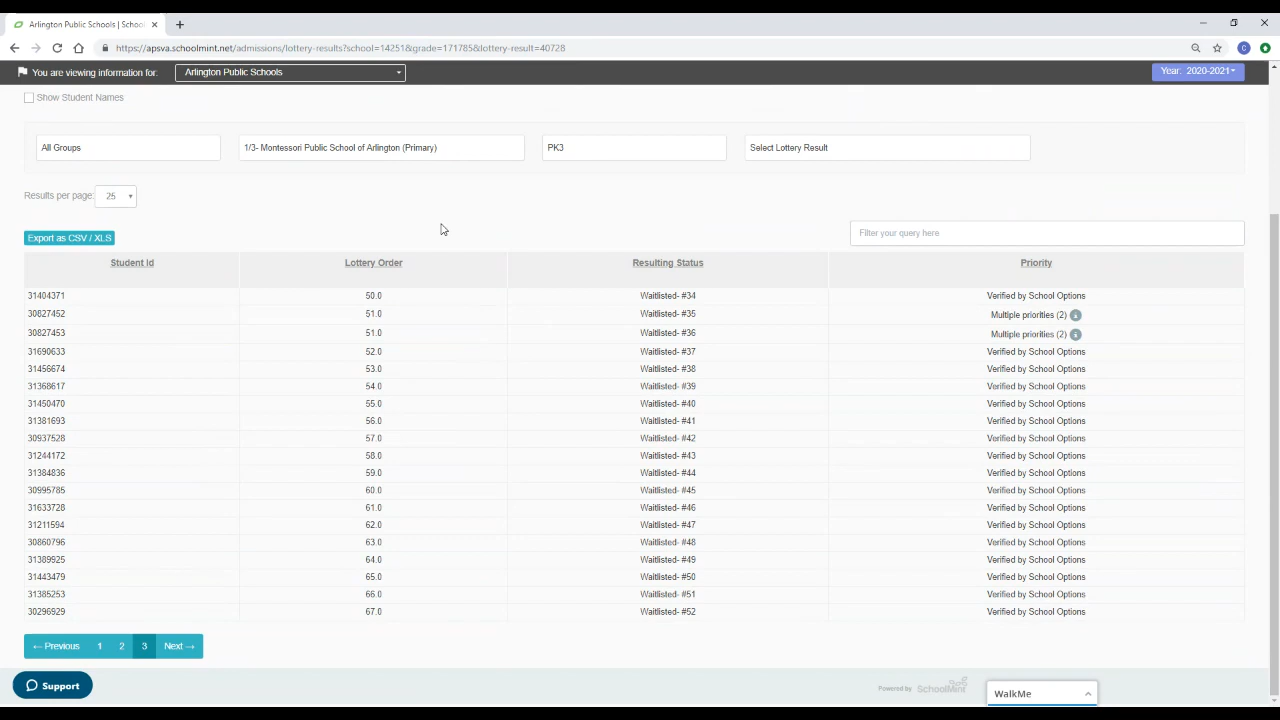 Arlington Public Schools | School
https://apsva.schoolmint.net/admissions/lottery-results?school=14251&grade=171785&lottery-result=40728
C
You are viewing information for: Arlington Public Schools Year: 2020-2021
Show Student Names
All Groups 1/3- Montessori Public School of Arlington (Primary) PK3 Select Lottery Result
Results per page: 25
Export as CSV / XLS Filter your query here
Student Id Lottery Order Resulting Status Priority
31404371 50.0 Waitlisted- #34 Verified by School Options
30827452 51.0 Waitlisted- #35 Multiple priorities (2)
30827453 51.0 Waitlisted- #36 Multiple priorities (2)
31690633 52.0 Waitlisted- #37 Verified by School Options
31456674 53.0 Waitlisted- #38 Verified by School Options
31368617 54.0 Waitlisted- #39 Verified by School Options
31450470 55.0 Waitlisted- #40 Verified by School Options
31381693 56.0 Waitlisted- #41 Verified by School Options
30937528 57.0 Waitlisted- #42 Verified by School Options
31244172 58.0 Waitlisted- #43 Verified by School Options
31384836 59.0 Waitlisted- #44 Verified by School Options
30995785 60.0 Waitlisted- #45 Verified by School Options
31633728 61.0 Waitlisted- #46 Verified by School Options
31211594 62.0 Waitlisted- #47 Verified by School Options
30860796 63.0 Waitlisted- #48 Verified by School Options
31389925 64.0 Waitlisted- #49 Verified by School Options
31443479 65.0 Waitlisted- #50 Verified by School Options
31385253 66.0 Waitlisted- #51 Verified by School Options
30296929 67.0 Waitlisted- #52 Verified by School Options
← Previous 1 2 3 Next →
Support Powered by SchoolMint WalkMe